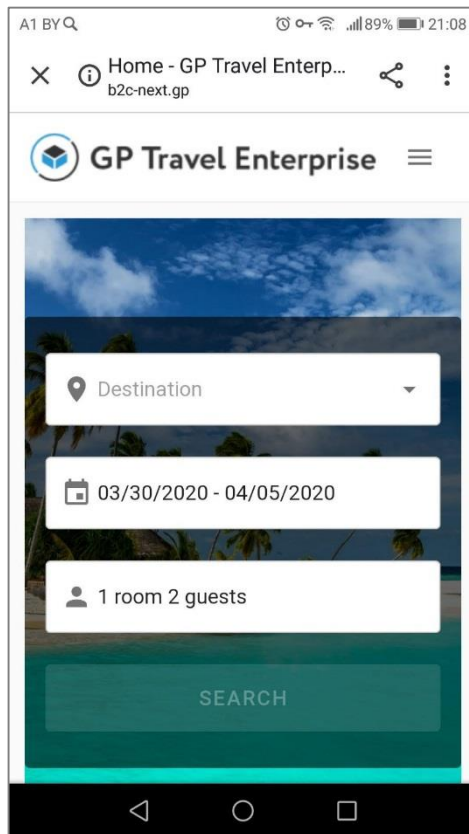 A1 BY 89% 21:08
Home - GP Travel Enterp...
b2c-next.gp
GP Travel Enterprise
Destination
03/30/2020 - 04/05/2020
1 room 2 guests
SEARCH